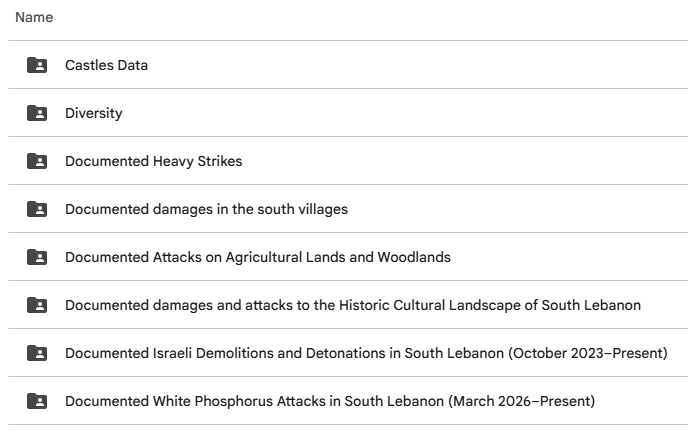 Name
Castles Data
Diversity
Documented Heavy Strikes
Documented damages in the south villages
Documented Attacks on Agricultural Lands and Woodlands
Documented damages and attacks to the Historic Cultural Landscape of South Lebanon
Documented Israeli Demolitions and Detonations in South Lebanon (October 2023–Present)
Documented White Phosphorus Attacks in South Lebanon (March 2026–Present)